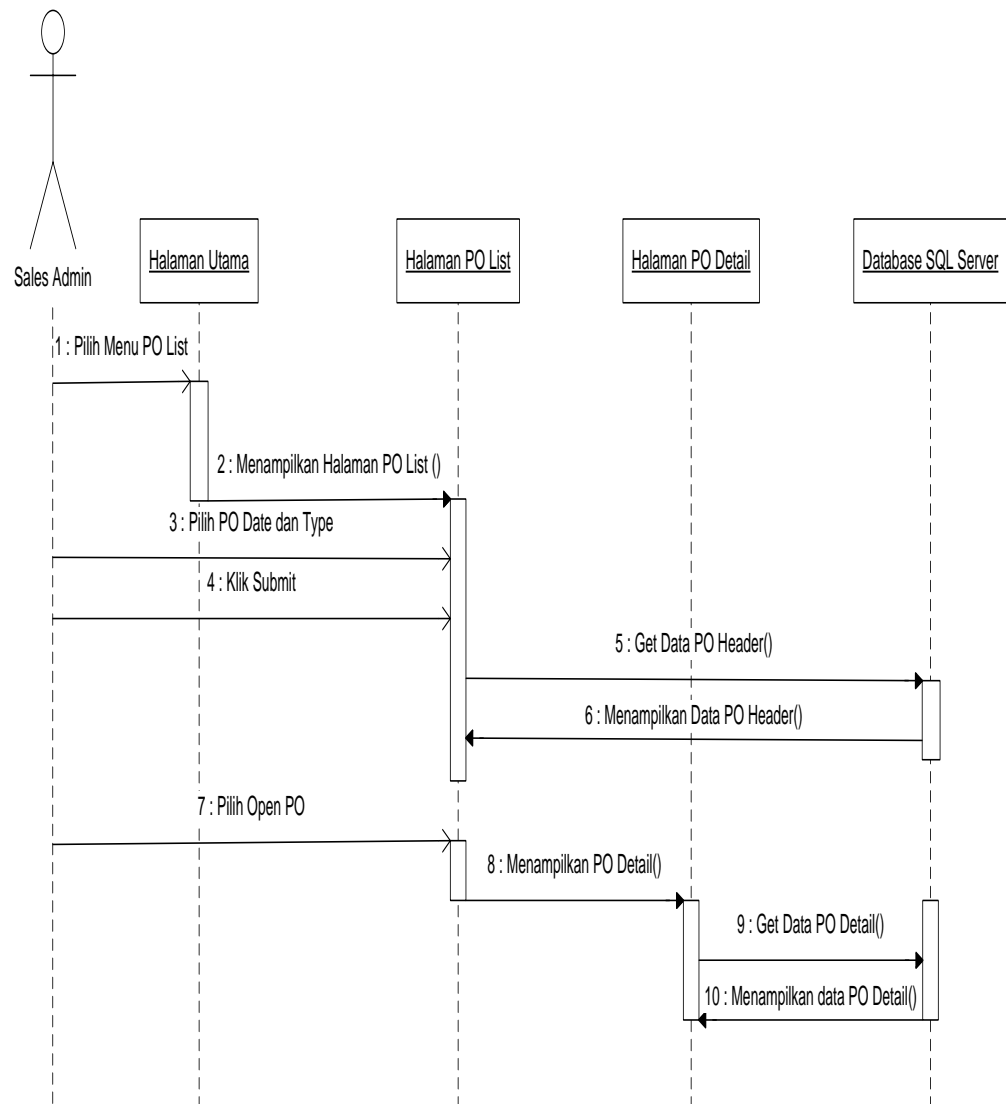 Sales Admin
Halaman Utama
Halaman PO List
Halaman PO Detail
Database SQL Server
1 : Pilih Menu PO List
2 : Menampilkan Halaman PO List ()
3 : Pilih PO Date dan Type
4 : Klik Submit
5 : Get Data PO Header()
6 : Menampilkan Data PO Header()
7 : Pilih Open PO
8 : Menampilkan PO Detail()
9 : Get Data PO Detail()
10 : Menampilkan data PO Detail()